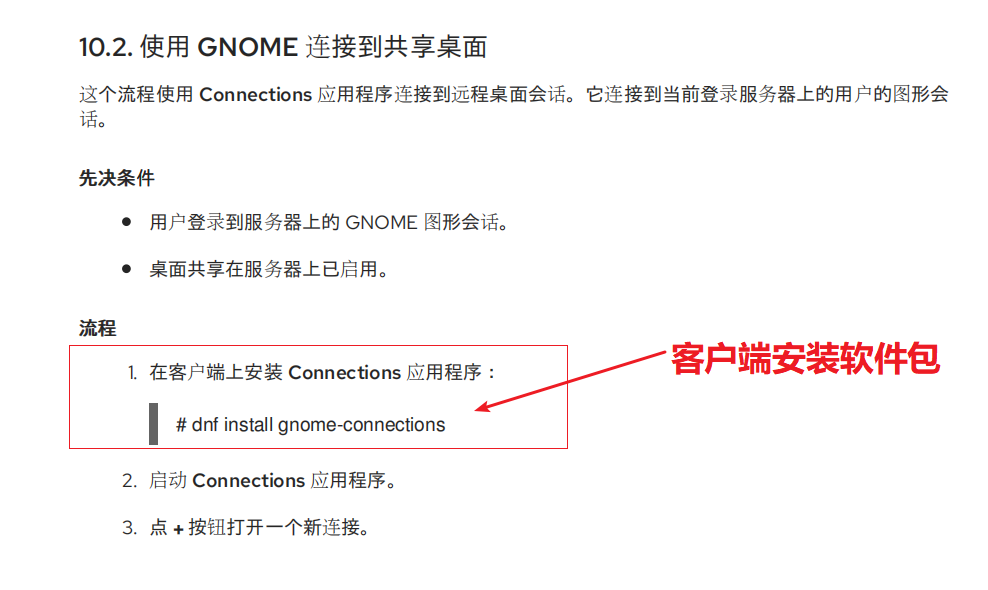 10.2. 使用 GNOME 连接到共享桌面
这个流程使用 Connections 应用程序连接到远程桌面会话。它连接到当前登录服务器上的用户的图形会
话。
先决条件
● 用户登录到服务器上的 GNOME 图形会话。
● 桌面共享在服务器上已启用。
流程
1. 在客户端上安装 Connections 应用程序：
客户端安装软件包
# dnf install gnome-connections
2. 启动 Connections 应用程序。
3. 点 + 按钮打开一个新连接。